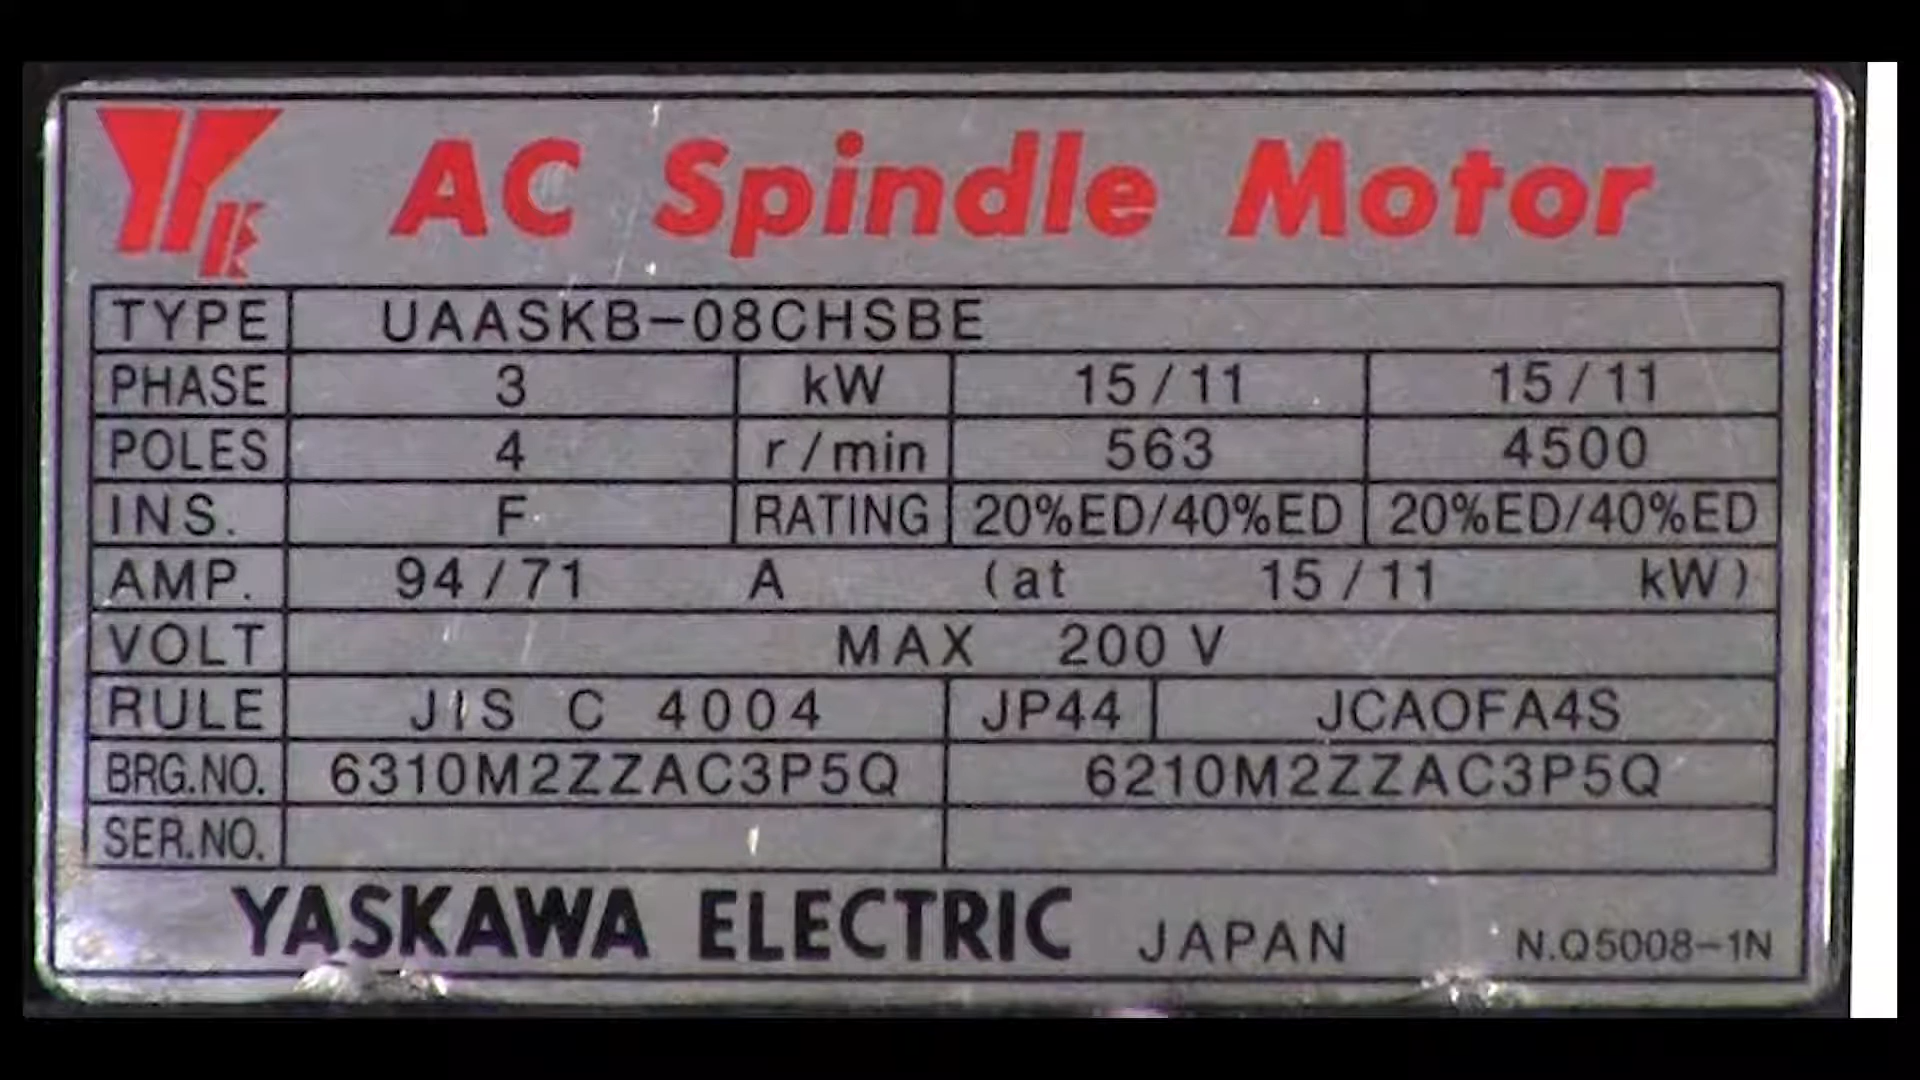 YE AC Spindle Motor
TYPE UAASKB-08CHSBE
PHASE 3 kW 15/11 15/11
POLES 4 r/min 563 4500
INS. F RATING 20%ED/40%ED 20%ED/40%ED
AMP. 94/71 A (at 15/11 kW)
VOLT MAX 200 V
RULE JIS C 4004 JP44 JCAOFA4S
BRG.NO. 6310M2ZZAC3P5Q 6210M2ZZAC3P5Q
SER.NO.
YASKAWA ELECTRIC JAPAN N.Q5008-1N